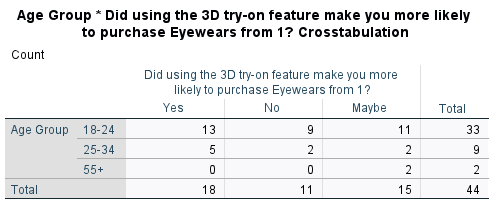 Age Group * Did using the 3D try-on feature make you more likely
to purchase Eyewears from 1? Crosstabulation
Count
Did using the 3D try-on feature make you more
likely to purchase Eyewears from 1?
Yes No Maybe Total
Age Group 18-24 13 9 11 33
25-34 5 2 2 9
55+ 0 0 2 2
Total 18 11 15 44